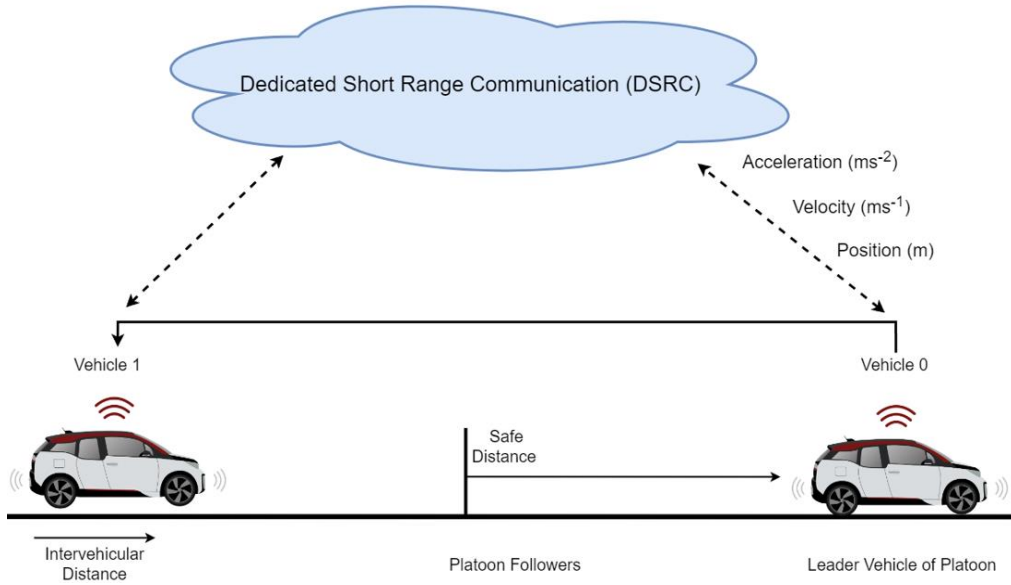 Dedicated Short Range Communication (DSRC)
Acceleration (ms⁻²)
Velocity (ms⁻¹)
Position (m)
Vehicle 1
Vehicle 0
Safe
Distance
Intervehicular
Distance
Platoon Followers
Leader Vehicle of Platoon